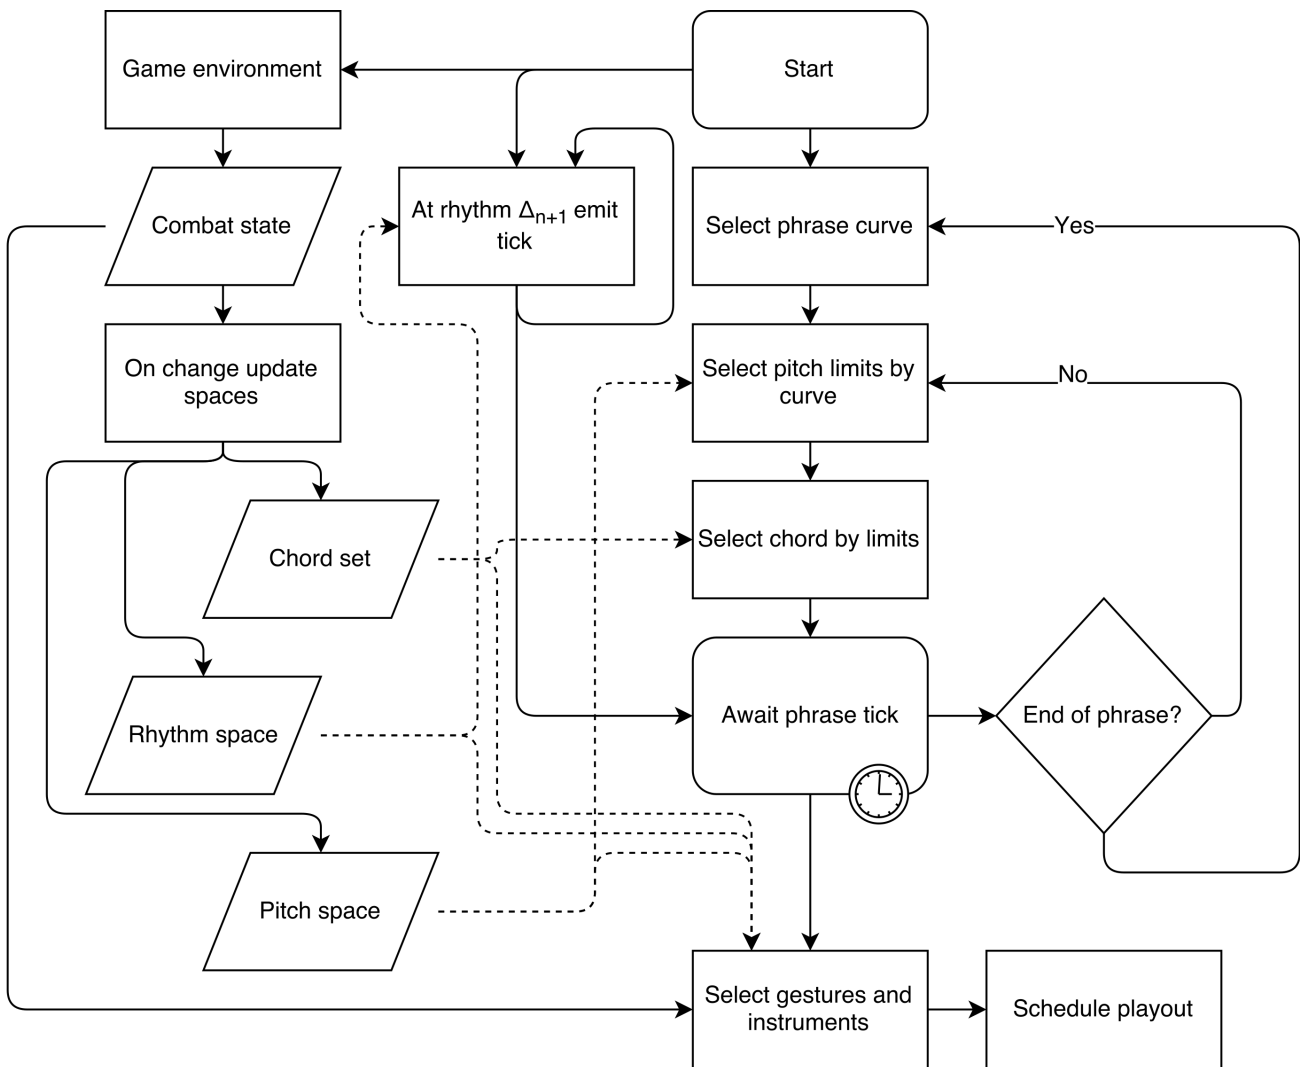 Game environment
Start
Combat state
At rhythm Δn+1 emit
tick
Select phrase curve
Yes
On change update
spaces
Select pitch limits by
curve
No
Chord set
Select chord by limits
Rhythm space
Await phrase tick
End of phrase?
Pitch space
Select gestures and
instruments
Schedule playout